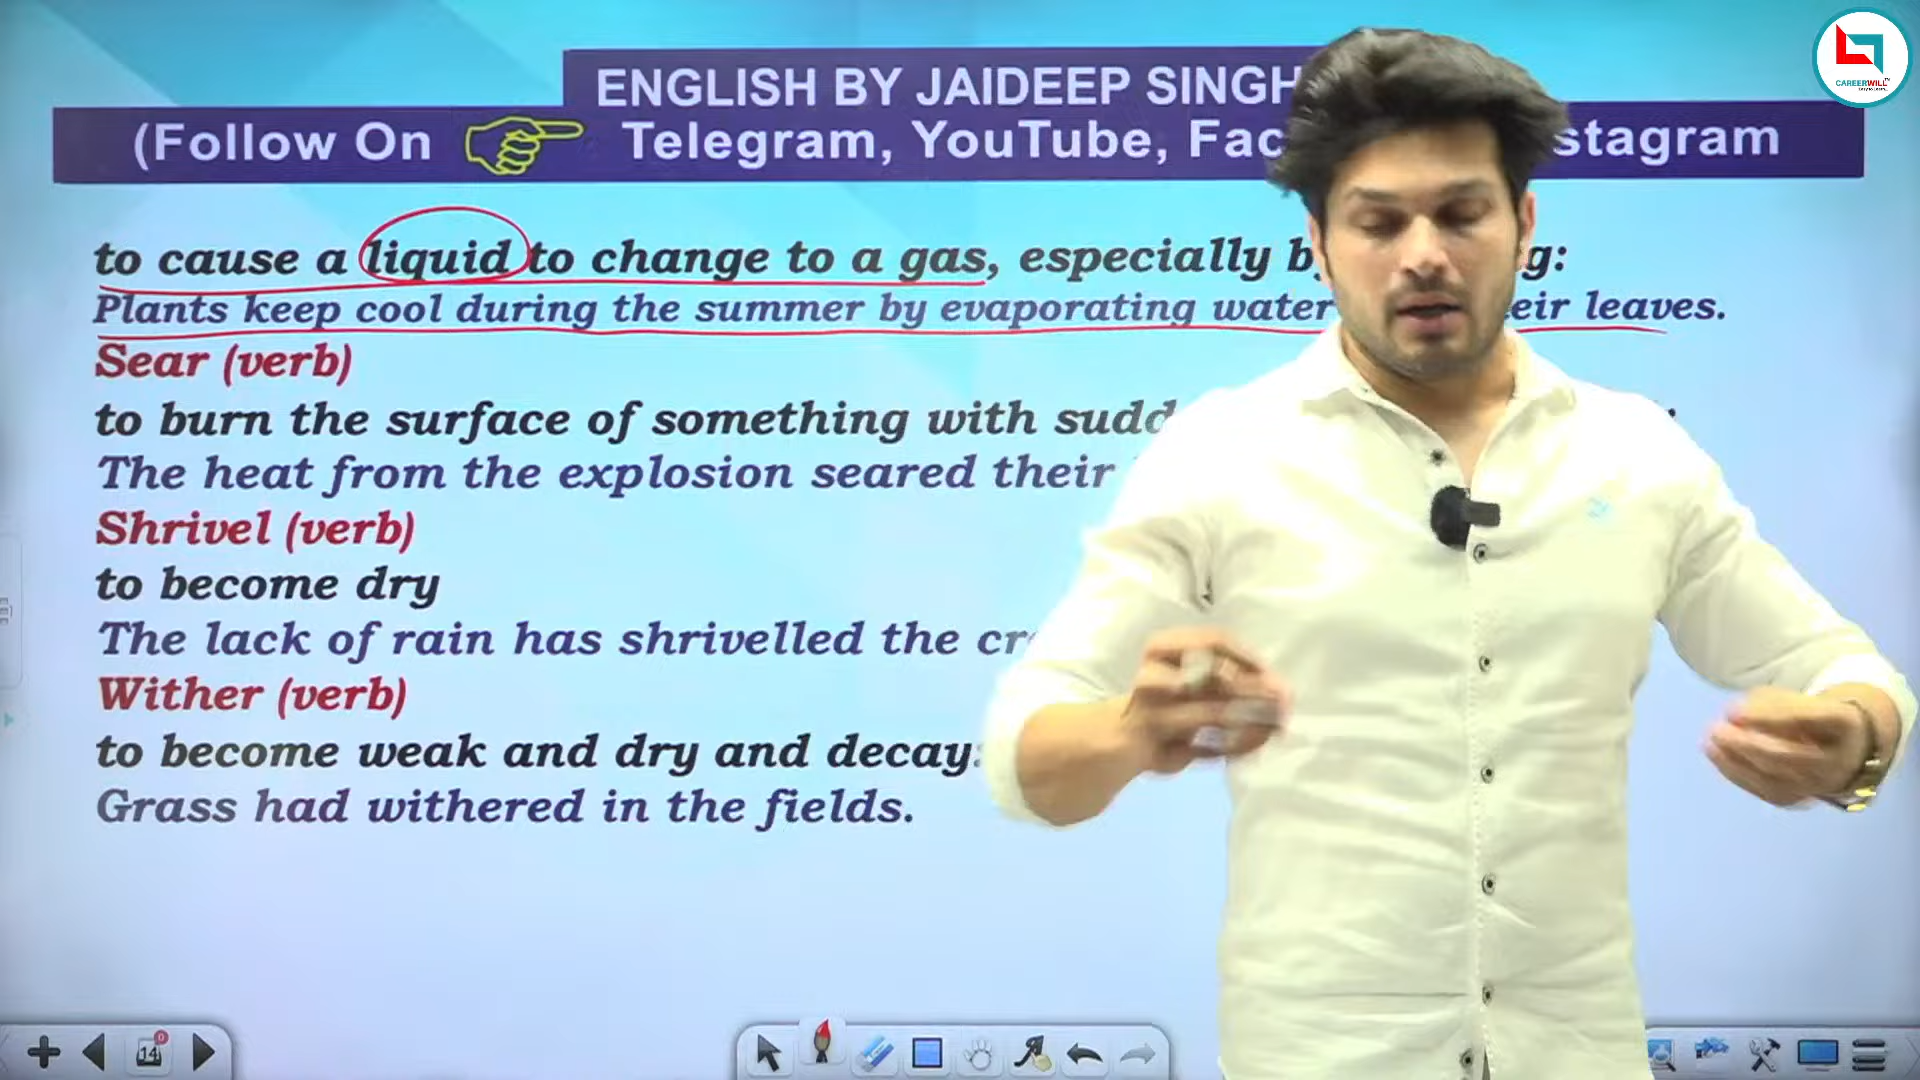 CAREERWILL
ENGLISH BY JAIDEEP SINGH
(Follow On Telegram, YouTube, Fac stagram
to cause a liquid to change to a gas, especially b g:
Plants keep cool during the summer by evaporating water eir leaves.
Sear (verb)
to burn the surface of something with sudd
The heat from the explosion seared their
Shrivel (verb)
to become dry
The lack of rain has shrivelled the cr
Wither (verb)
to become weak and dry and decay:
Grass had withered in the fields.
14
0